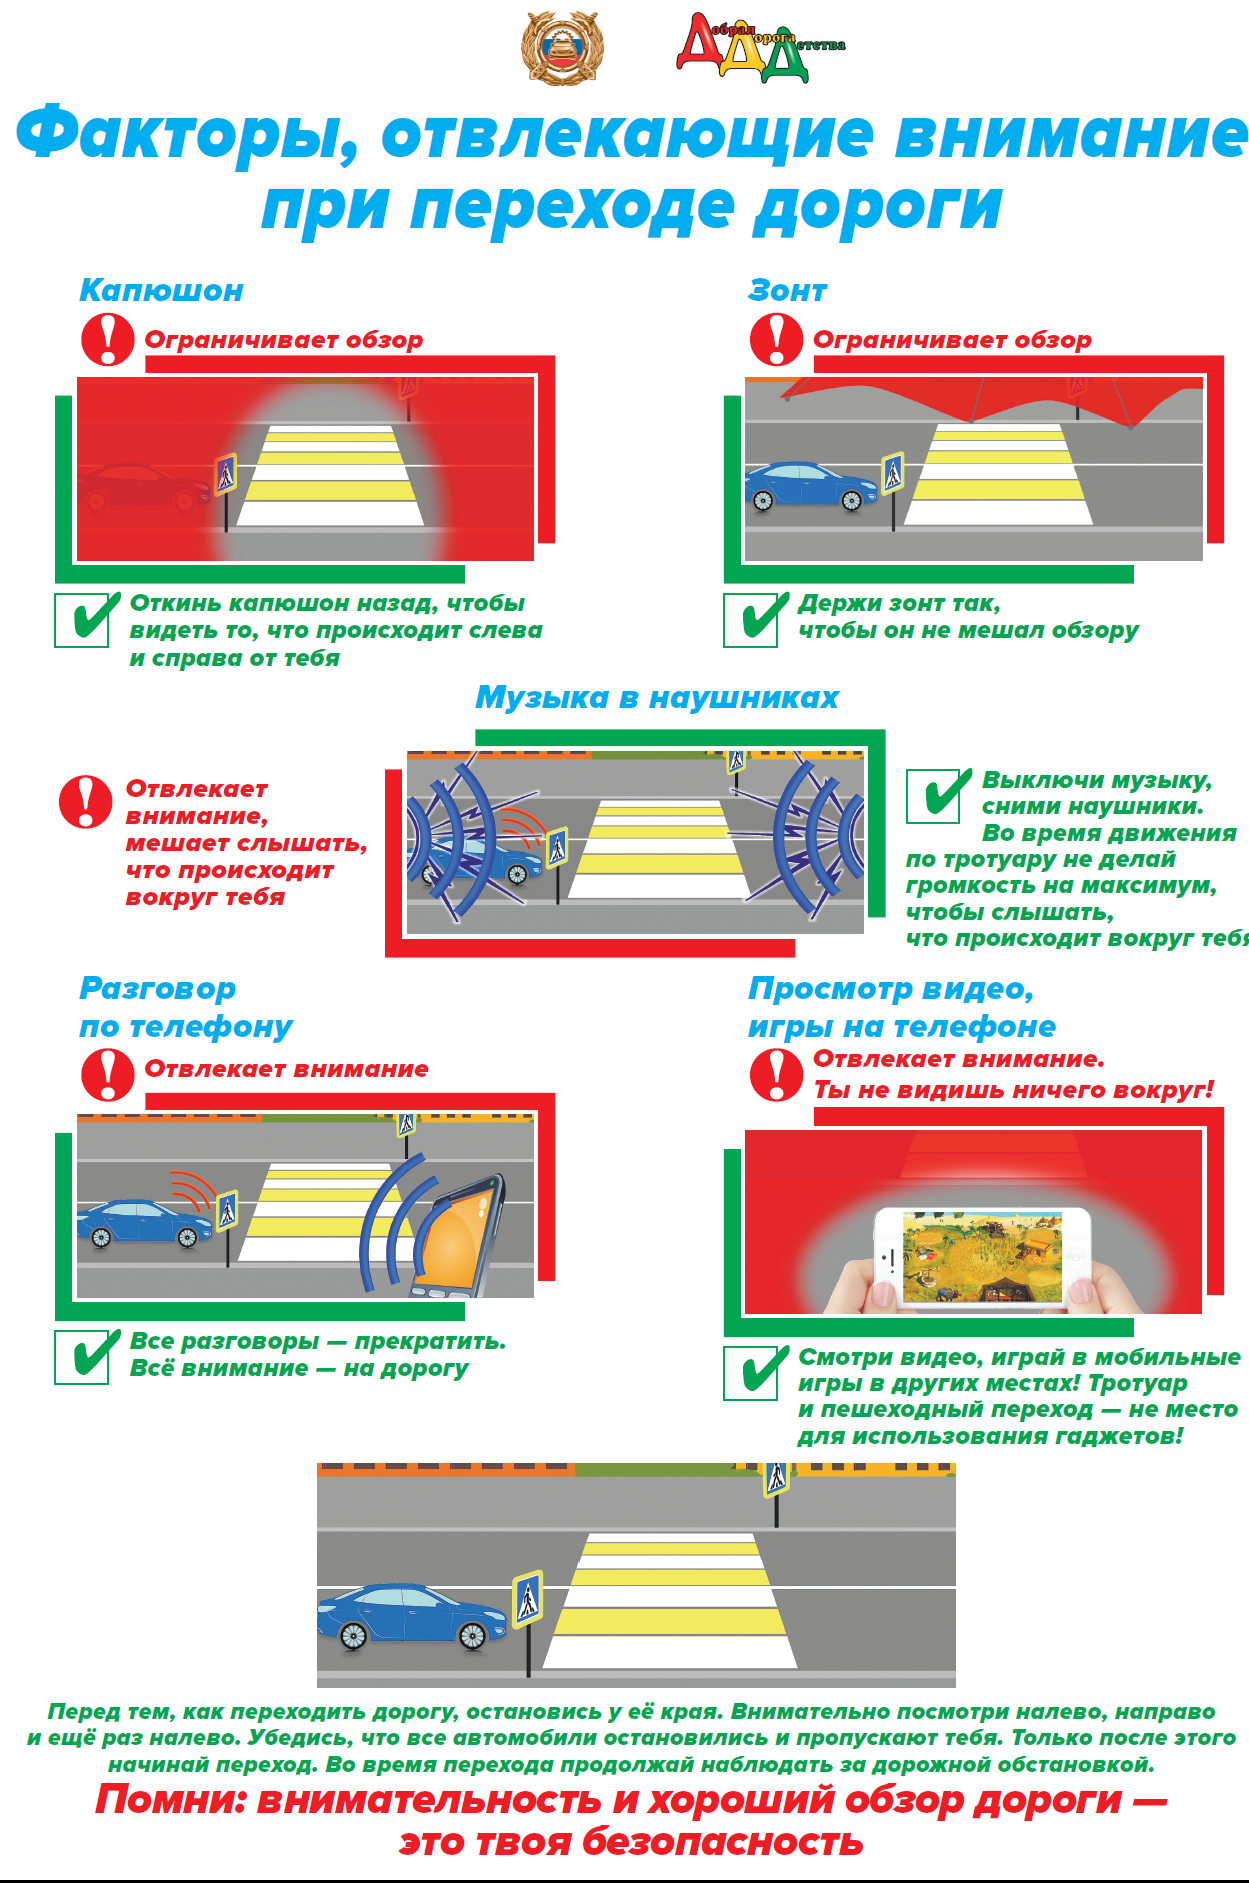 Добрая
Дорога
Детства
Факторы, отвлекающие внимание
при переходе дороги
Капюшон
Ограничивает обзор
Откинь капюшон назад, чтобы
видеть то, что происходит слева
и справа от тебя
Зонт
Ограничивает обзор
Держи зонт так,
чтобы он не мешал обзору
Музыка в наушниках
Отвлекает
внимание,
мешает слышать,
что происходит
вокруг тебя
Выключи музыку,
сними наушники.
Во время движения
по тротуару не делай
громкость на максимум,
чтобы слышать,
что происходит вокруг тебя
Разговор
по телефону
Отвлекает внимание
Все разговоры — прекратить.
Всё внимание — на дорогу
Просмотр видео,
игры на телефоне
Отвлекает внимание.
Ты не видишь ничего вокруг!
Смотри видео, играй в мобильные
игры в других местах! Тротуар
и пешеходный переход — не место
для использования гаджетов!
Перед тем, как переходить дорогу, остановись у её края. Внимательно посмотри налево, направо
и ещё раз налево. Убедись, что все автомобили остановились и пропускают тебя. Только после этого
начинай переход. Во время перехода продолжай наблюдать за дорожной обстановкой.
Помни: внимательность и хороший обзор дороги —
это твоя безопасность